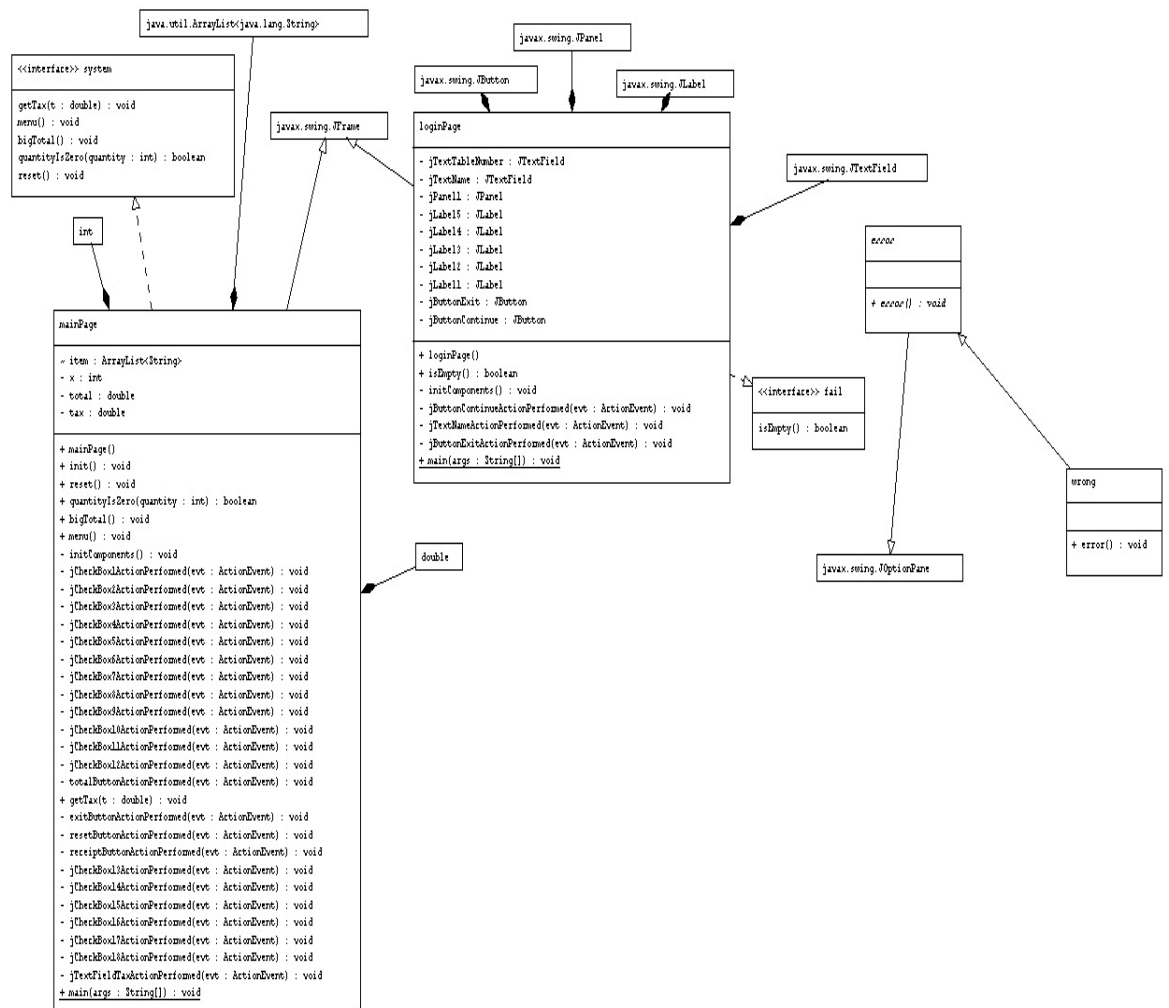 java.util.ArrayList<java.lang.String>
<<interface>> system
getTax(t : double) : void
menu() : void
bigTotal() : void
quantityIsZero(quantity : int) : boolean
reset() : void
int
javax.swing.JFrame
javax.swing.JPanel
javax.swing.JButton
javax.swing.JLabel
loginPage
- jTextTableNumber : JTextField
- jTextName : JTextField
- jPanel1 : JPanel
- jLabel5 : JLabel
- jLabel4 : JLabel
- jLabel3 : JLabel
- jLabel2 : JLabel
- jLabel1 : JLabel
- jButtonExit : JButton
- jButtonContinue : JButton
+ loginPage()
+ isEmpty() : boolean
- initComponents() : void
- jButtonContinueActionPerformed(evt : ActionEvent) : void
- jTextNameActionPerformed(evt : ActionEvent) : void
- jButtonExitActionPerformed(evt : ActionEvent) : void
+ main(args : String[]) : void
javax.swing.JTextField
error
+ error() : void
<<interface>> fail
isEmpty() : boolean
wrong
+ error() : void
javax.swing.JOptionPane
mainPage
~ item : ArrayList<String>
- x : int
- total : double
- tax : double
+ mainPage()
+ init() : void
+ reset() : void
+ quantityIsZero(quantity : int) : boolean
+ bigTotal() : void
+ menu() : void
- initComponents() : void
- jCheckBox1ActionPerformed(evt : ActionEvent) : void
- jCheckBox2ActionPerformed(evt : ActionEvent) : void
- jCheckBox3ActionPerformed(evt : ActionEvent) : void
- jCheckBox4ActionPerformed(evt : ActionEvent) : void
- jCheckBox5ActionPerformed(evt : ActionEvent) : void
- jCheckBox6ActionPerformed(evt : ActionEvent) : void
- jCheckBox7ActionPerformed(evt : ActionEvent) : void
- jCheckBox8ActionPerformed(evt : ActionEvent) : void
- jCheckBox9ActionPerformed(evt : ActionEvent) : void
- jCheckBox10ActionPerformed(evt : ActionEvent) : void
- jCheckBox11ActionPerformed(evt : ActionEvent) : void
- jCheckBox12ActionPerformed(evt : ActionEvent) : void
- totalButtonActionPerformed(evt : ActionEvent) : void
+ getTax(t : double) : void
- exitButtonActionPerformed(evt : ActionEvent) : void
- resetButtonActionPerformed(evt : ActionEvent) : void
- receiptButtonActionPerformed(evt : ActionEvent) : void
- jCheckBox13ActionPerformed(evt : ActionEvent) : void
- jCheckBox14ActionPerformed(evt : ActionEvent) : void
- jCheckBox15ActionPerformed(evt : ActionEvent) : void
- jCheckBox16ActionPerformed(evt : ActionEvent) : void
- jCheckBox17ActionPerformed(evt : ActionEvent) : void
- jCheckBox18ActionPerformed(evt : ActionEvent) : void
- jTextFieldTaxActionPerformed(evt : ActionEvent) : void
+ main(args : String[]) : void
double